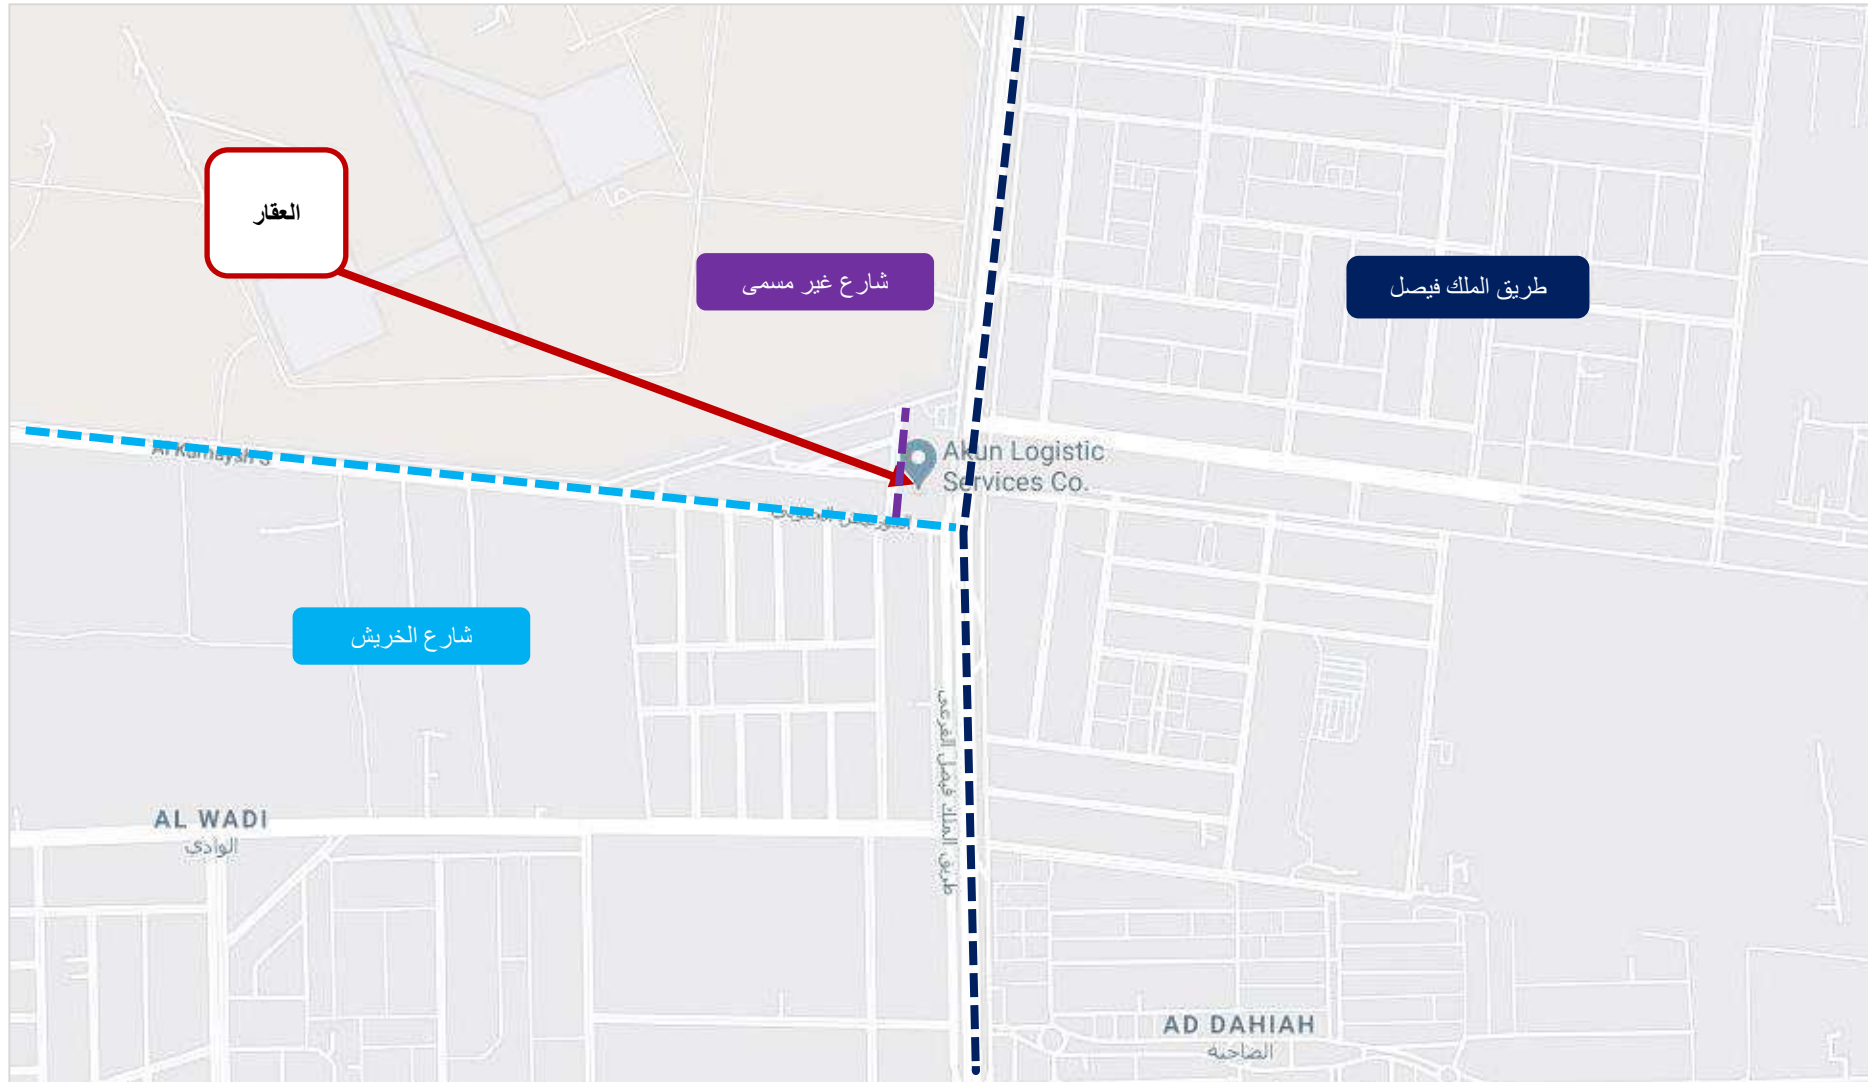 العقار
شارع غير مسمى
طريق الملك فيصل
Akun Logistic
Services Co.
شارع الخريش
طريق الملك فيصل الفرعي
AL WADI
الوادي
AD DAHIAH
الضاحية